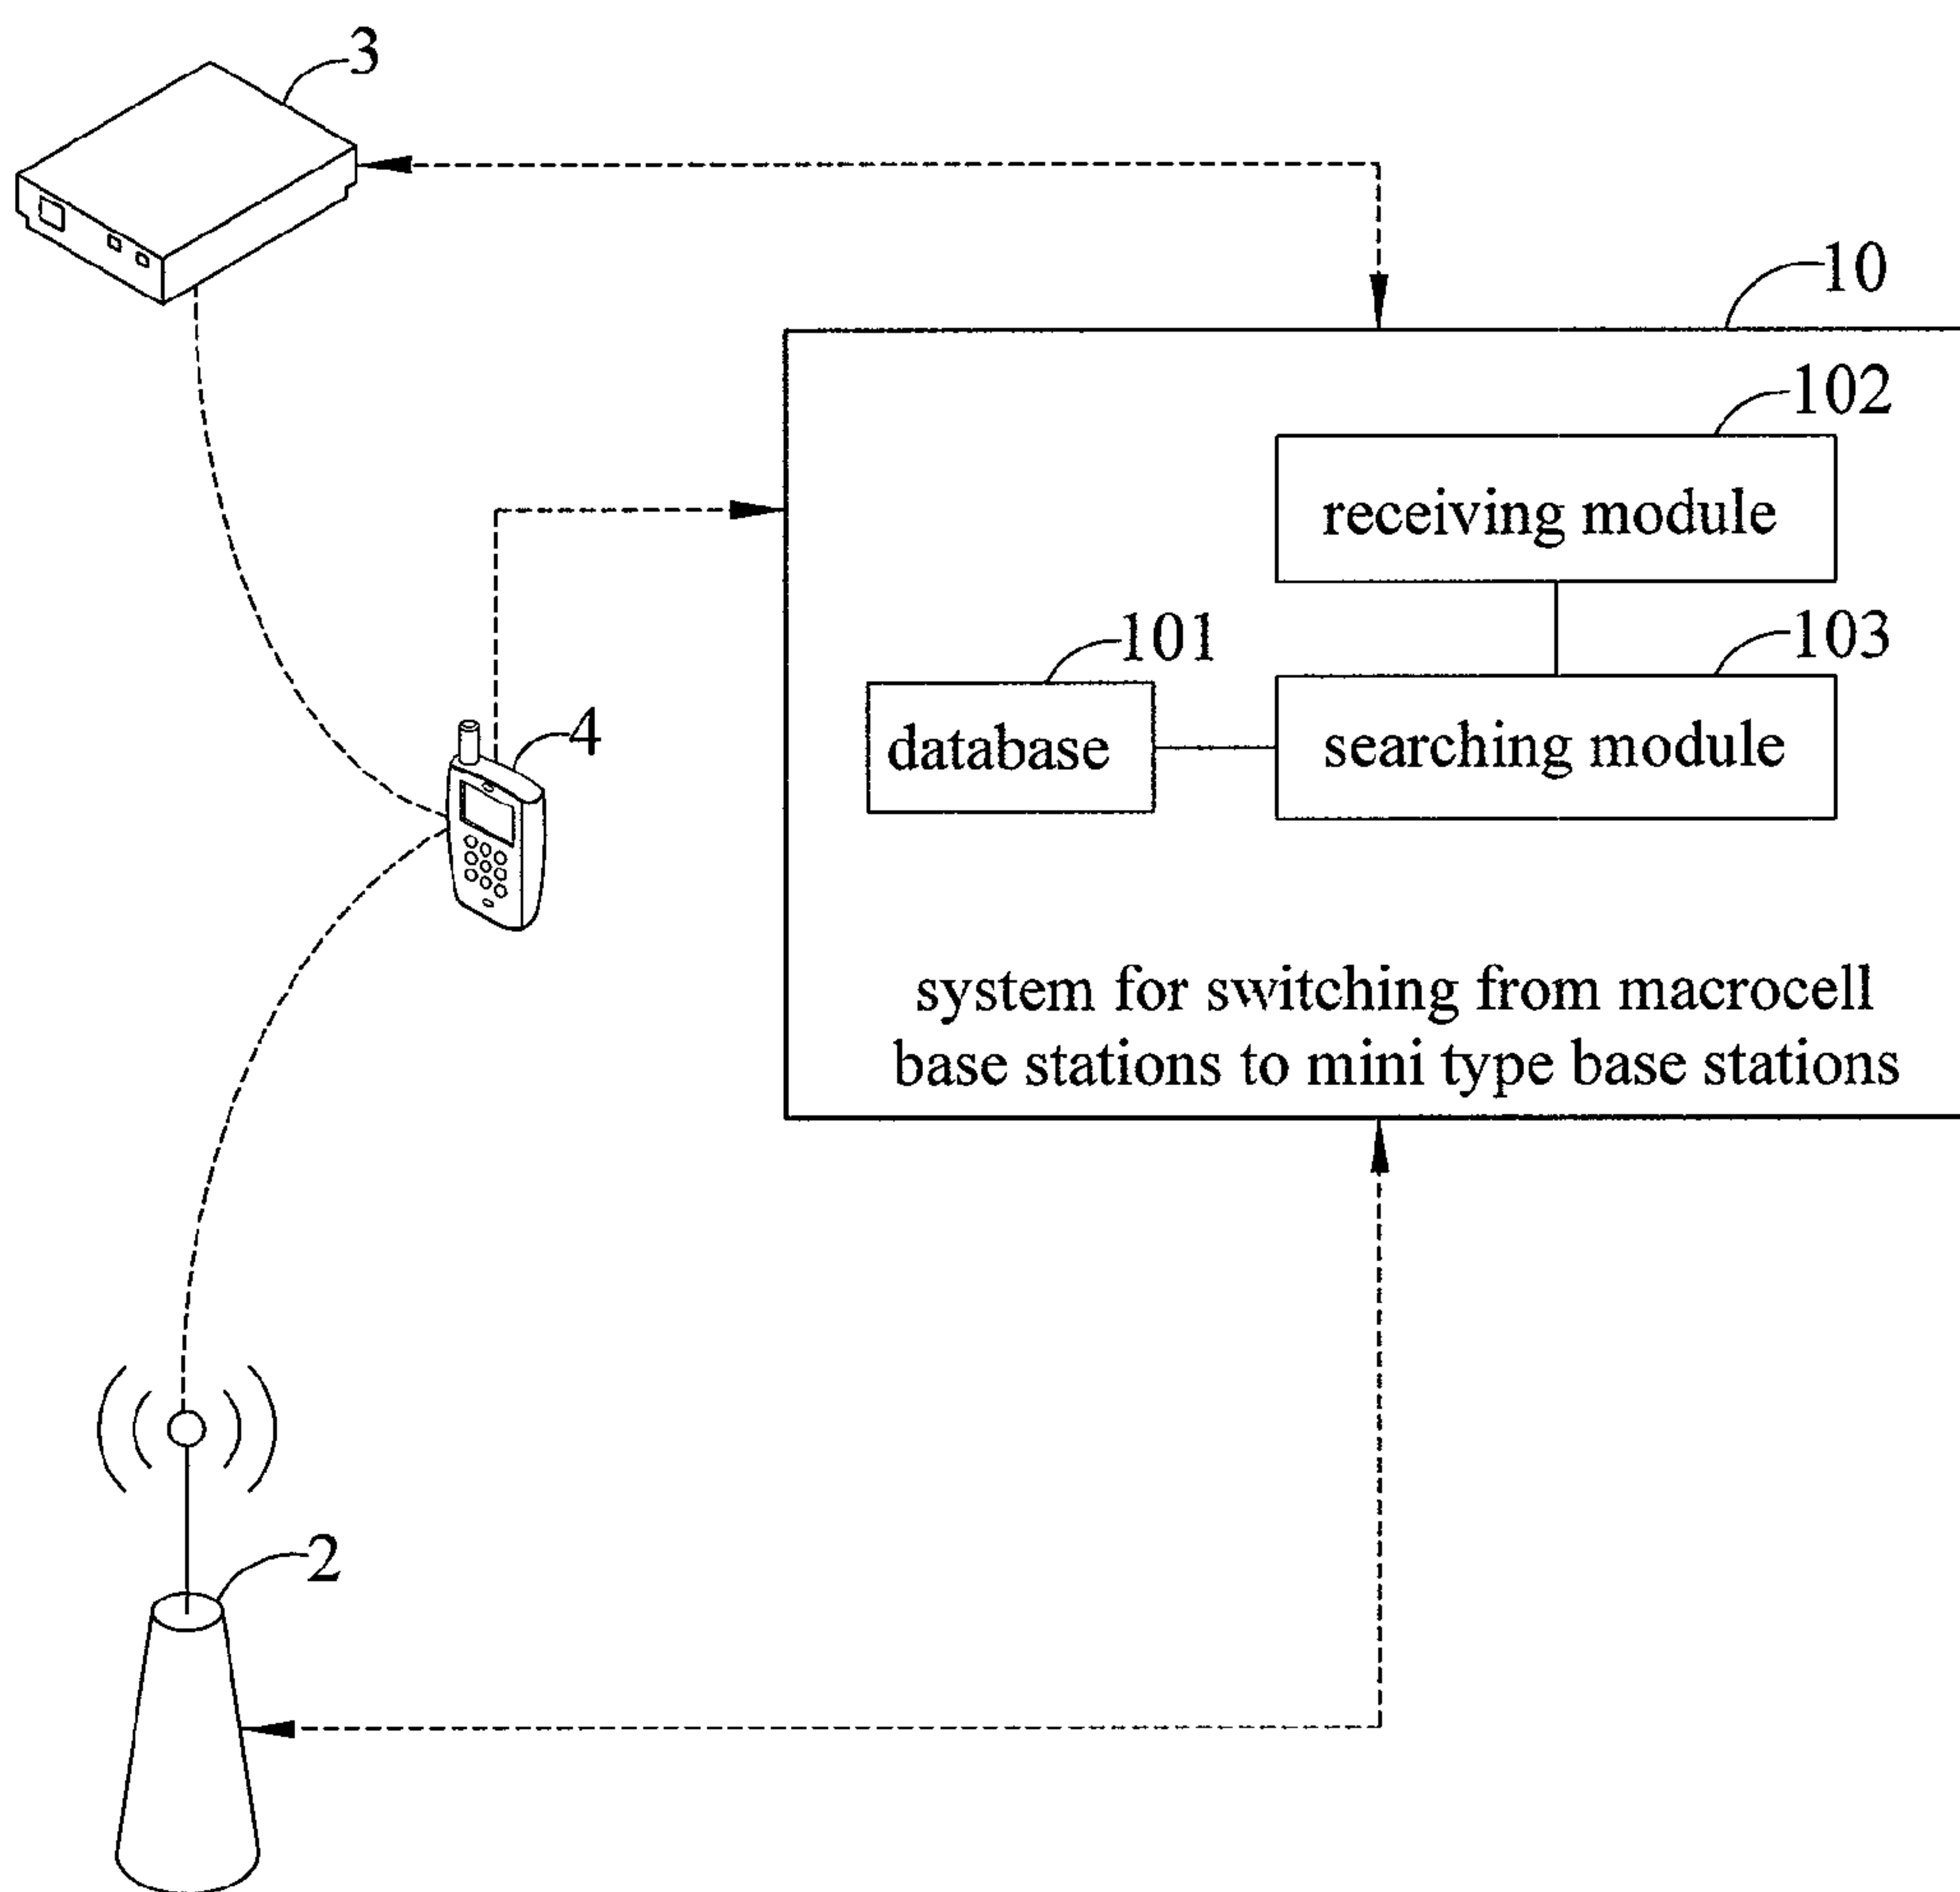 3
10
102
receiving module
101
103
database
searching module
4
system for switching from macrocell
base stations to mini type base stations
2